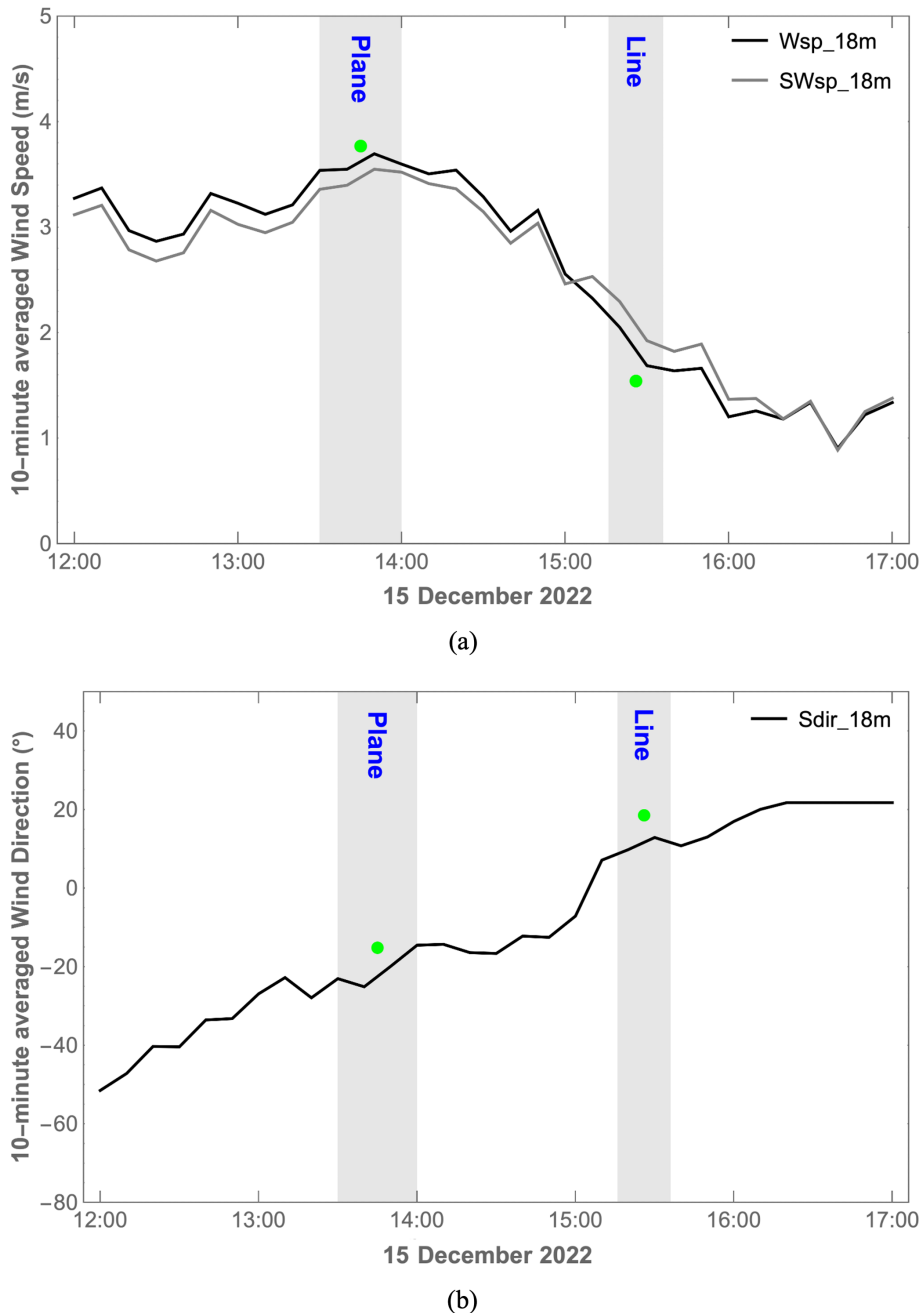 5
4
3
2
1
0
10−minute averaged Wind Speed (m/s)
Plane
Line
Wsp_18m
SWsp_18m
12:00 13:00 14:00 15:00 16:00 17:00
15 December 2022
(a)
40
20
0
−20
−40
−60
−80
10−minute averaged Wind Direction (°)
Plane
Line
Sdir_18m
12:00 13:00 14:00 15:00 16:00 17:00
15 December 2022
(b)